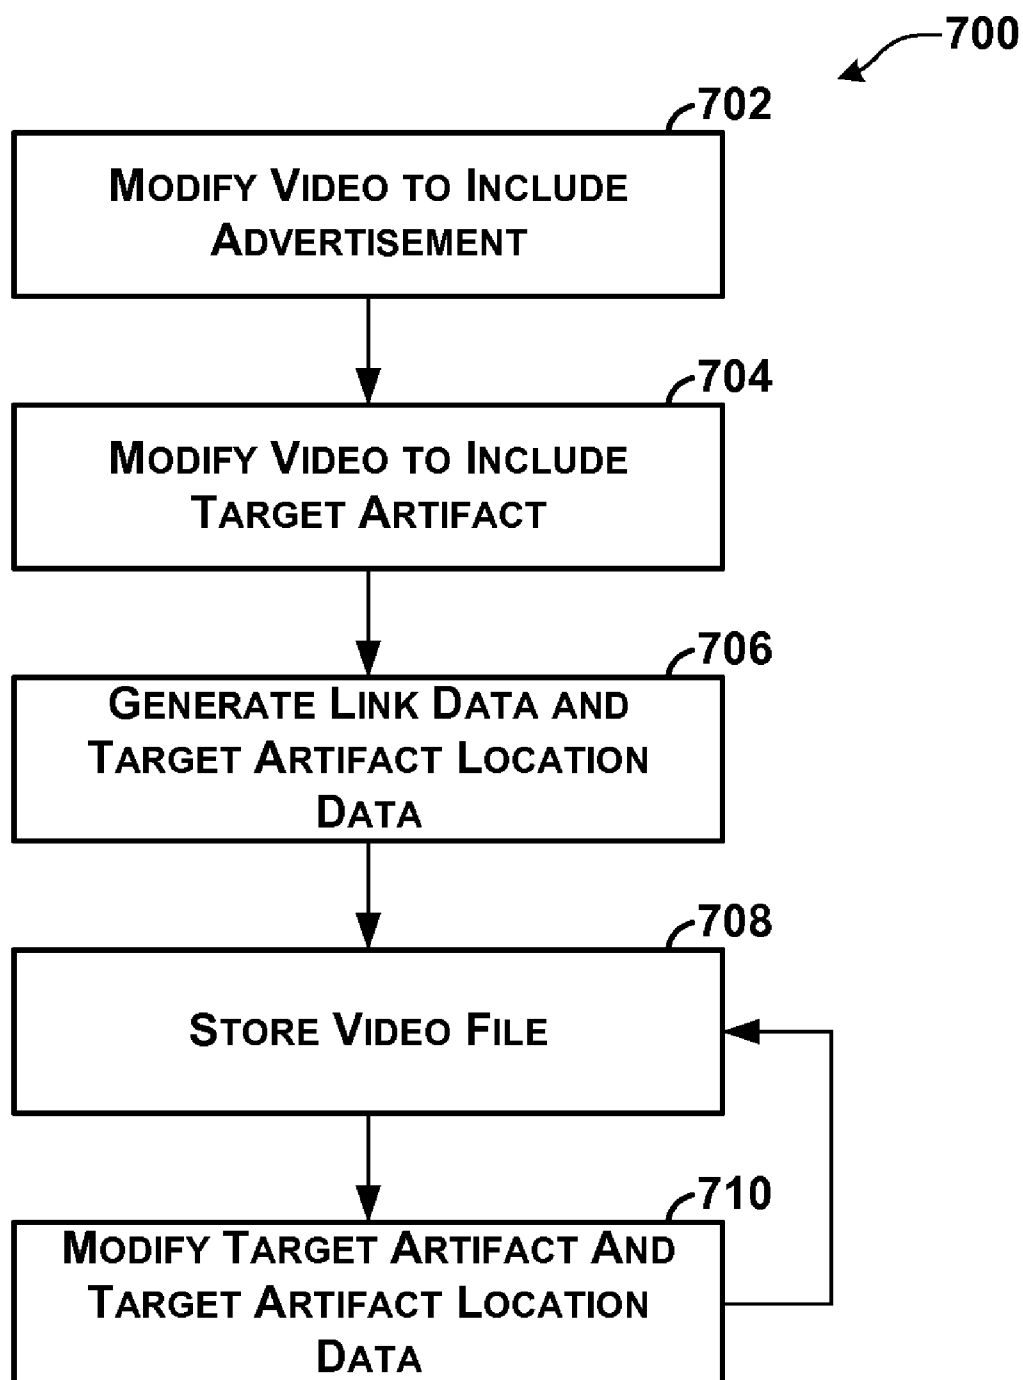 700
702
MODIFY VIDEO TO INCLUDE
ADVERTISEMENT
704
MODIFY VIDEO TO INCLUDE
TARGET ARTIFACT
706
GENERATE LINK DATA AND
TARGET ARTIFACT LOCATION
DATA
708
STORE VIDEO FILE
710
MODIFY TARGET ARTIFACT AND
TARGET ARTIFACT LOCATION
DATA